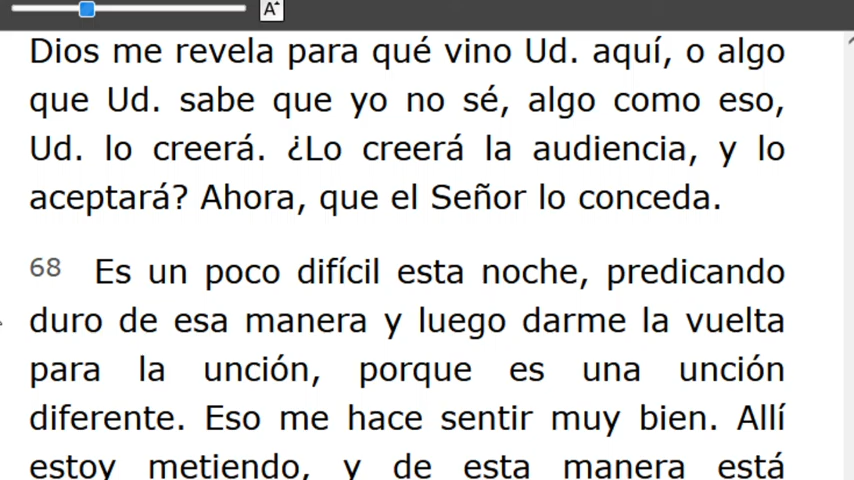 A
Dios me revela para qué vino Ud. aquí, o algo
que Ud. sabe que yo no sé, algo como eso,
Ud. lo creerá. ¿Lo creerá la audiencia, y lo
aceptará? Ahora, que el Señor lo conceda.
68 Es un poco difícil esta noche, predicando
duro de esa manera y luego darme la vuelta
para la unción, porque es una unción
diferente. Eso me hace sentir muy bien. Allí
estoy metiendo, y de esta manera está